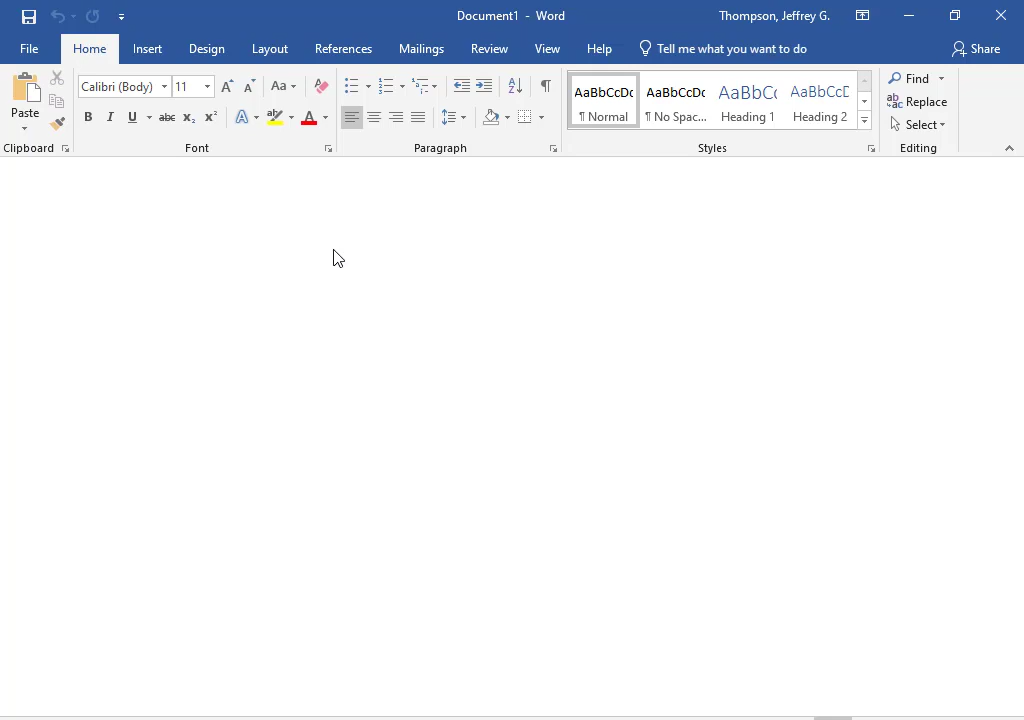 Document1 - Word
Thompson, Jeffrey G.
File Home Insert Design Layout References Mailings Review View Help Tell me what you want to do Share
Calibri (Body) 11 Aa
AaBbCcDc AaBbCcDc AaBbCc AaBbCcD
Find
Paste
Replace
B I U abc x₂ x² A A
¶ Normal ¶ No Spac... Heading 1 Heading 2
Select
Clipboard Font Paragraph Styles Editing